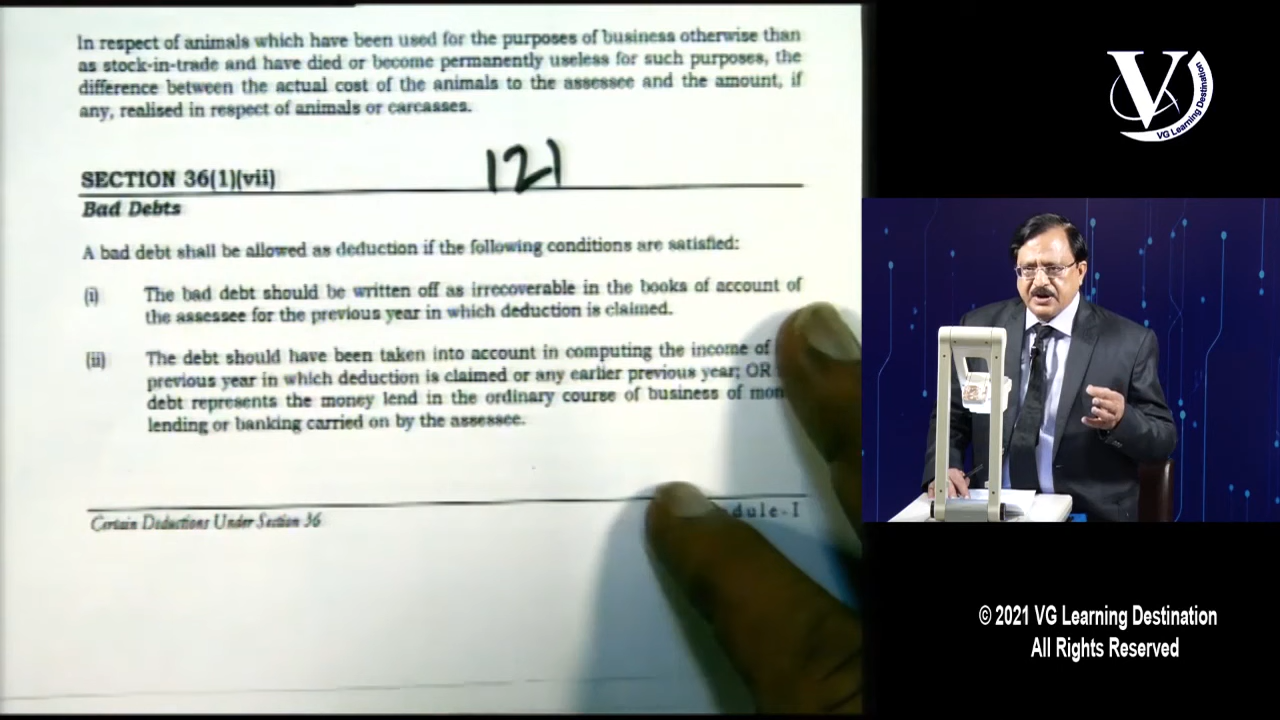 In respect of animals which have been used for the purposes of business otherwise than
as stock-in-trade and have died or become permanently useless for such purposes, the
difference between the actual cost of the animals to the assessee and the amount, if
any, realised in respect of animals or carcasses.
121
SECTION 36(1)(vii)
Bad Debts
A bad debt shall be allowed as deduction if the following conditions are satisfied:
(i) The bad debt should be written off as irrecoverable in the books of account of
the assessee for the previous year in which deduction is claimed.
(ii) The debt should have been taken into account in computing the income of
previous year in which deduction is claimed or any earlier previous year; OR
debt represents the money lend in the ordinary course of business of mon
lending or banking carried on by the assessee.
Certain Deductions Under Section 36 dule-I
V
VG Learning Destination
© 2021 VG Learning Destination
All Rights Reserved